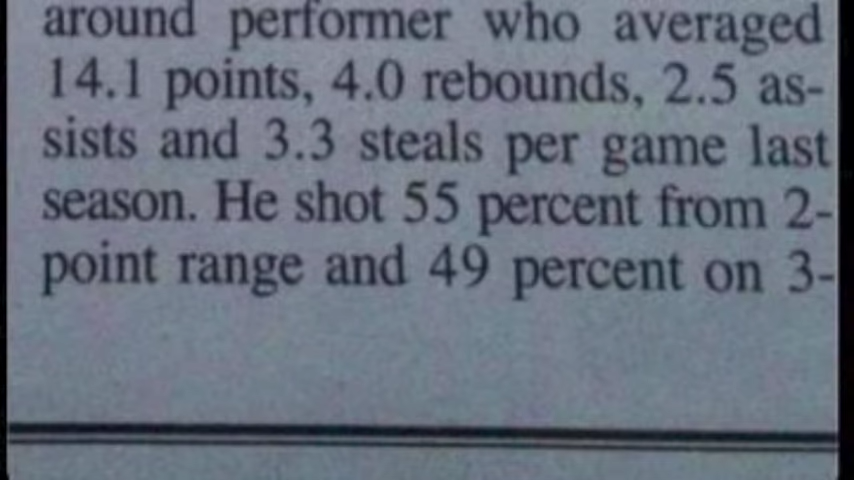 around performer who averaged
14.1 points, 4.0 rebounds, 2.5 as-
sists and 3.3 steals per game last
season. He shot 55 percent from 2-
point range and 49 percent on 3-